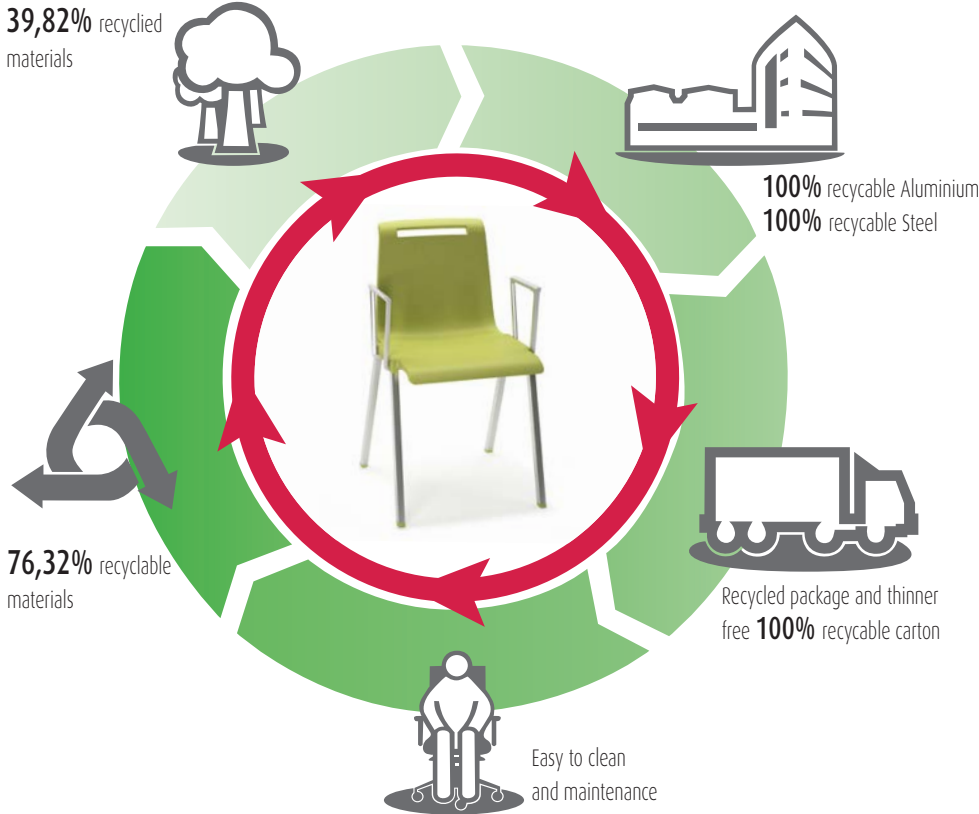 39,82% recyclied
materials
100% recycable Aluminium
100% recycable Steel
Recycled package and thinner
free 100% recycable carton
Easy to clean
and maintenance
76,32% recyclable
materials